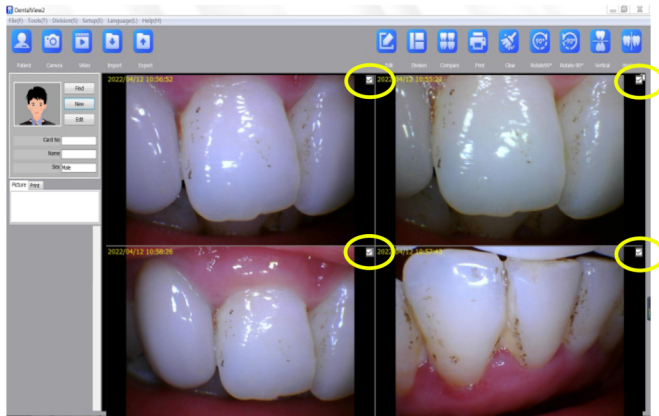 DentalView2
File(F) Tools(T) Division(S) Setup(E) Language(L) Help(H)
Patient Camera Video Import Export Edit Division Compare Print Clear Rotate90° Rotate-90° Vertical
Find
New
Edit
Card No
Name
Sex Male
Picture Print
2022/04/12 10:56:52
2022/04/12 10:58:26